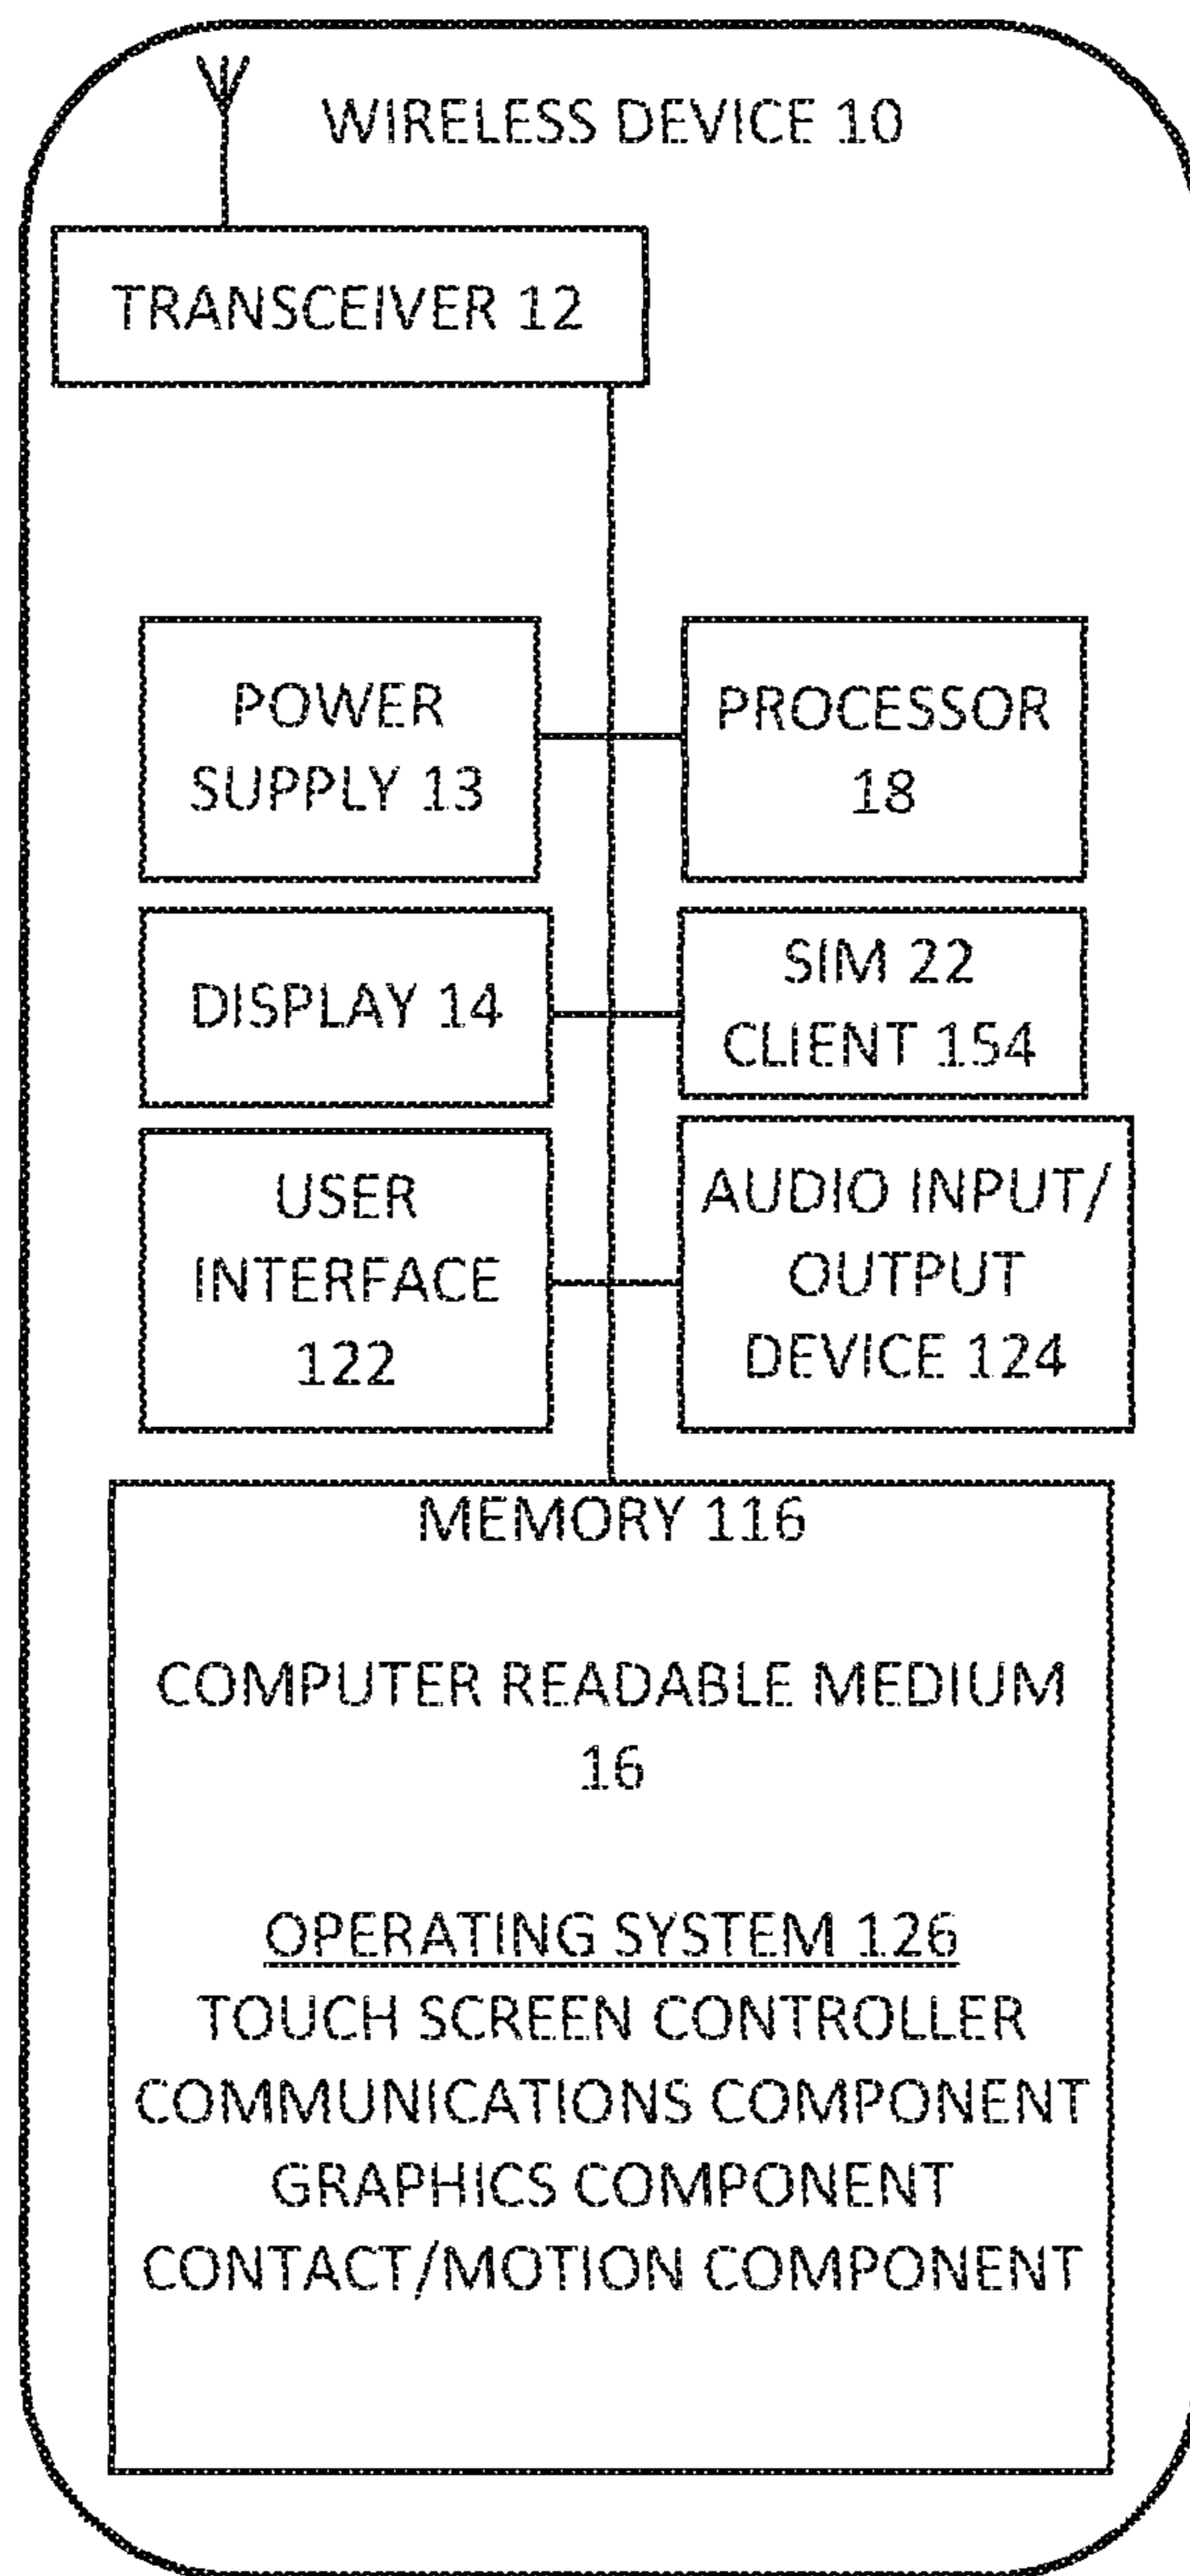 WIRELESS DEVICE 10
TRANSCEIVER 12
POWER
SUPPLY 13
PROCESSOR
18
DISPLAY 14
SIM 22
CLIENT 154
USER
INTERFACE
122
AUDIO INPUT/
OUTPUT
DEVICE 124
MEMORY 116
COMPUTER READABLE MEDIUM
16
OPERATING SYSTEM 126
TOUCH SCREEN CONTROLLER
COMMUNICATIONS COMPONENT
GRAPHICS COMPONENT
CONTACT/MOTION COMPONENT